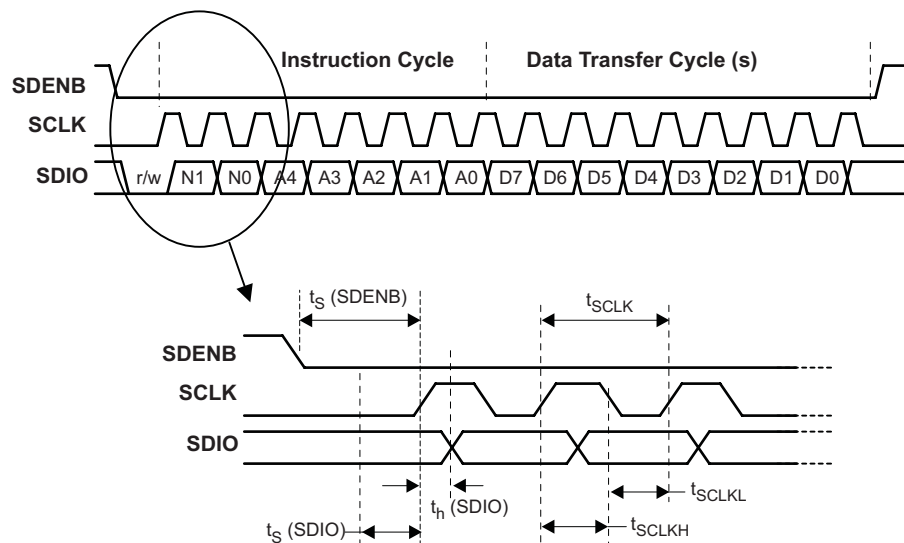 Instruction Cycle
Data Transfer Cycle (s)
SDENB
SCLK
SDIO
r/w N1 N0 A4 A3 A2 A1 A0 D7 D6 D5 D4 D3 D2 D1 D0
tS (SDENB)
tSCLK
SDENB
SCLK
SDIO
th (SDIO)
tSCLKL
tS (SDIO)
tSCLKH